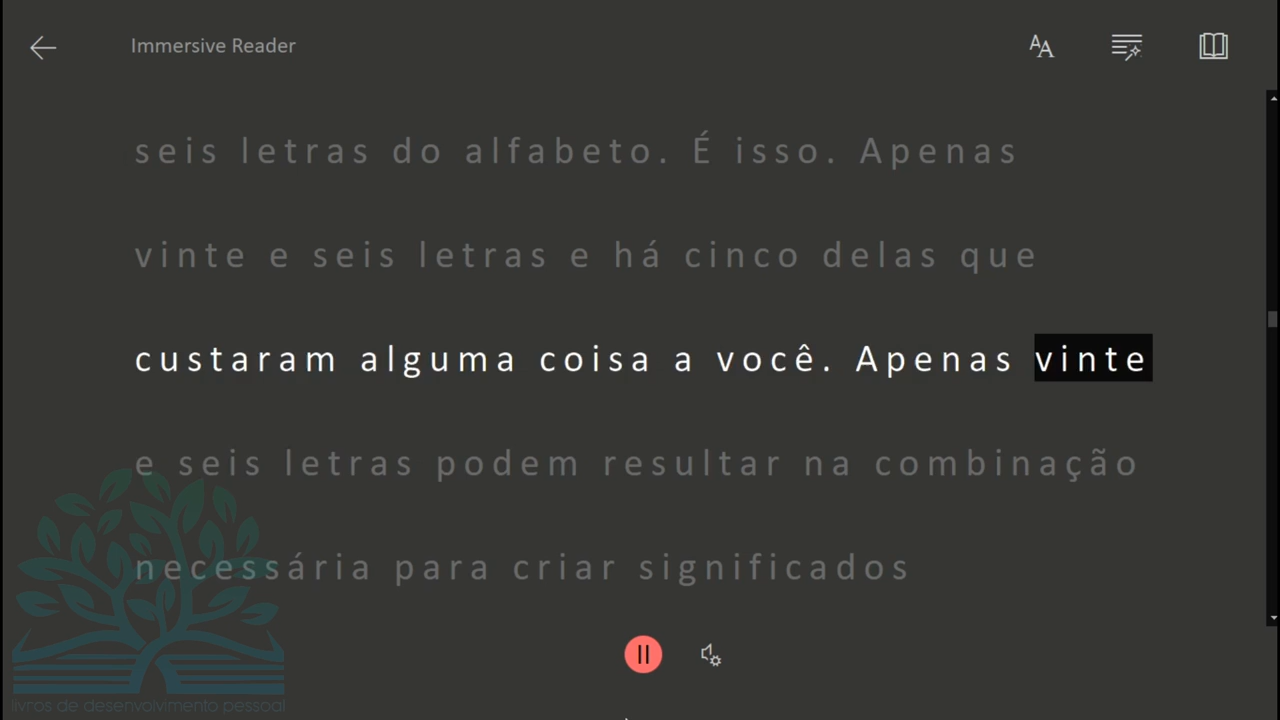 Immersive Reader
seis letras do alfabeto. É isso. Apenas
vinte e seis letras e há cinco delas que
custaram alguma coisa a você. Apenas vinte
e seis letras podem resultar na combinação
necessária para criar significados
livros de desenvolvimento pessoal